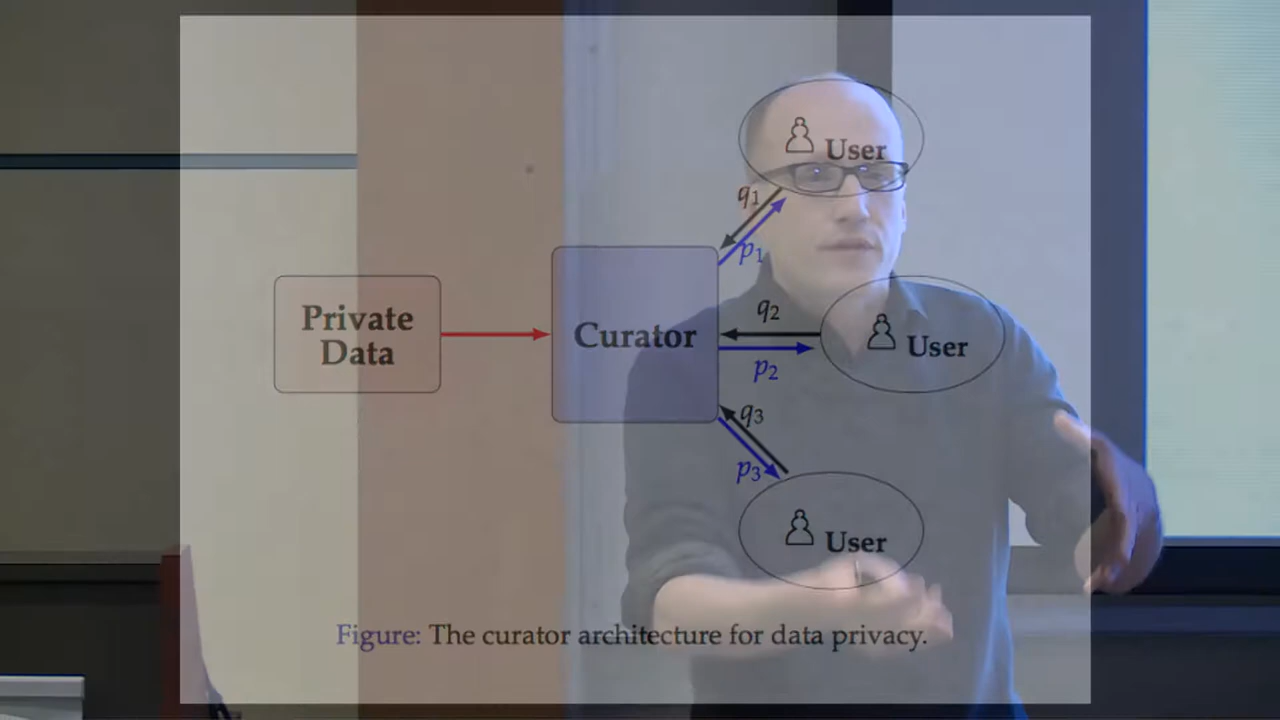 User
q1
p1
Private
Data
Curator
q2
p2
User
q3
p3
User
Figure: The curator architecture for data privacy.